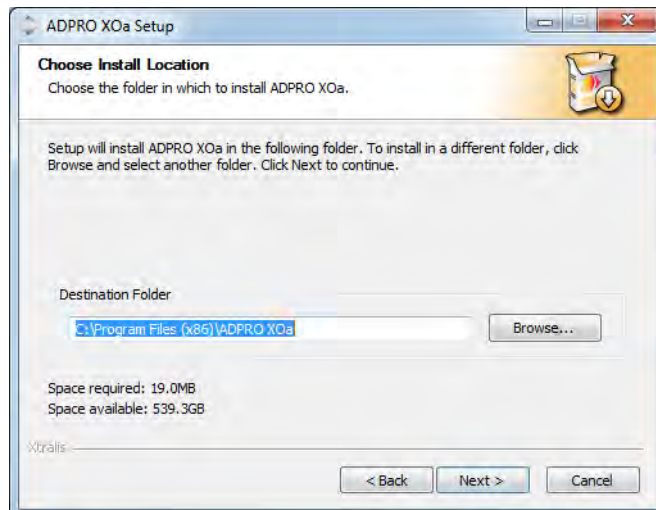 ADPRO XOa Setup
Choose Install Location
Choose the folder in which to install ADPRO XOa.
Setup will install ADPRO XOa in the following folder. To install in a different folder, click
Browse and select another folder. Click Next to continue.
Destination Folder
C:\Program Files (x86)\ADPRO XOa
Browse...
Space required: 19.0MB
Space available: 539.3GB
Xtralis
< Back
Next >
Cancel